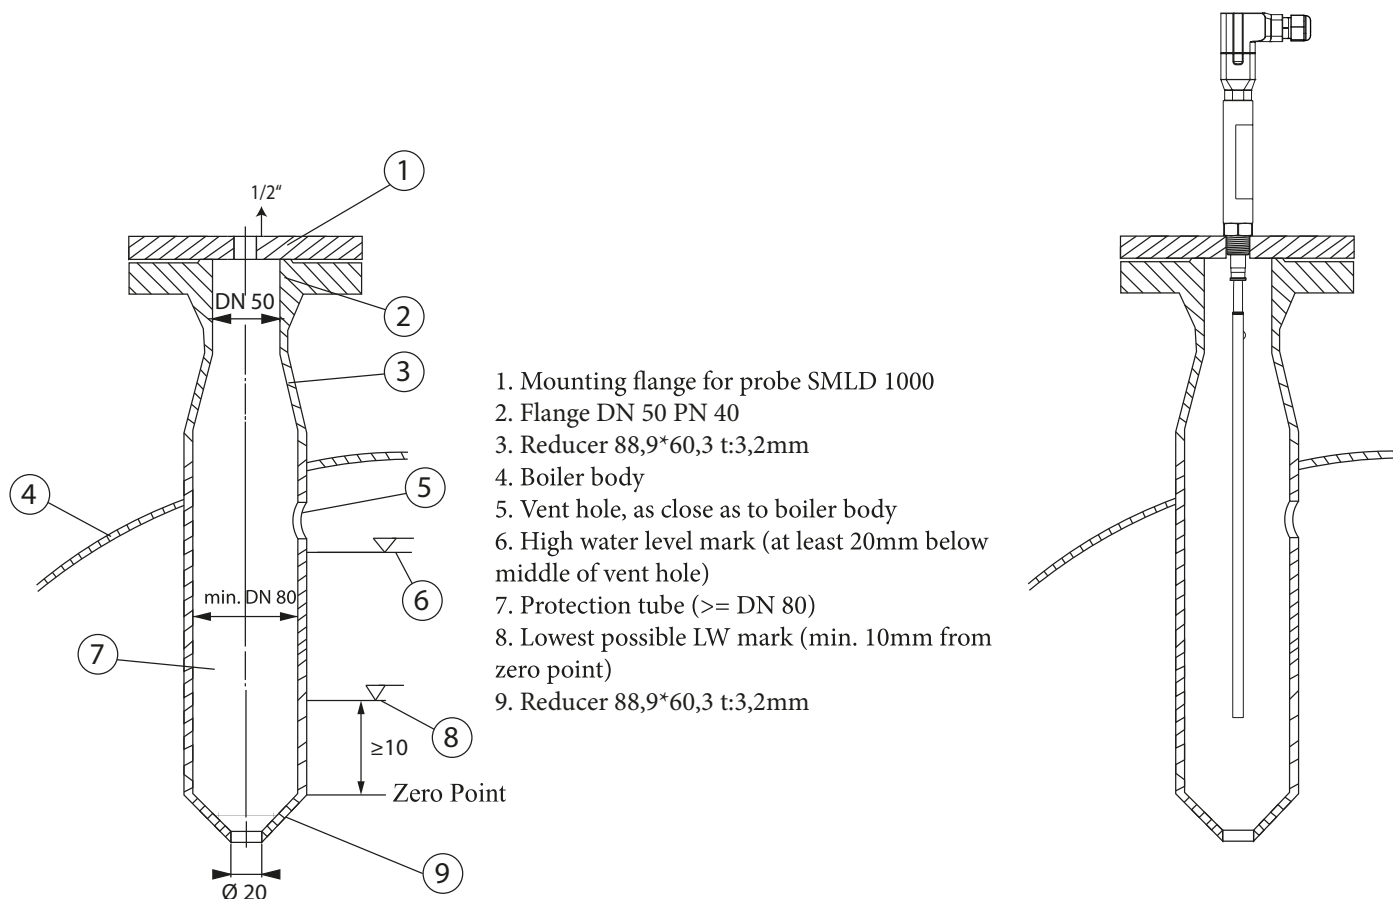 1/2“
1
DN 50
2
3
4
5
6
min. DN 80
7
8
≥10
Zero Point
9
Ø 20
1. Mounting flange for probe SMLD 1000
2. Flange DN 50 PN 40
3. Reducer 88,9*60,3 t:3,2mm
4. Boiler body
5. Vent hole, as close as to boiler body
6. High water level mark (at least 20mm below
middle of vent hole)
7. Protection tube (>= DN 80)
8. Lowest possible LW mark (min. 10mm from
zero point)
9. Reducer 88,9*60,3 t:3,2mm